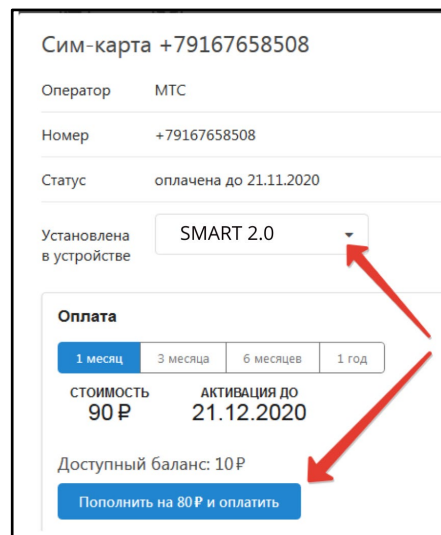 Сим-карта +79167658508
Оператор МТС
Номер +79167658508
Статус оплачена до 21.11.2020
Установлена
в устройстве
SMART 2.0
Оплата
1 месяц 3 месяца 6 месяцев 1 год
СТОИМОСТЬ АКТИВАЦИЯ ДО
90 ₽ 21.12.2020
Доступный баланс: 10 ₽
Пополнить на 80 ₽ и оплатить